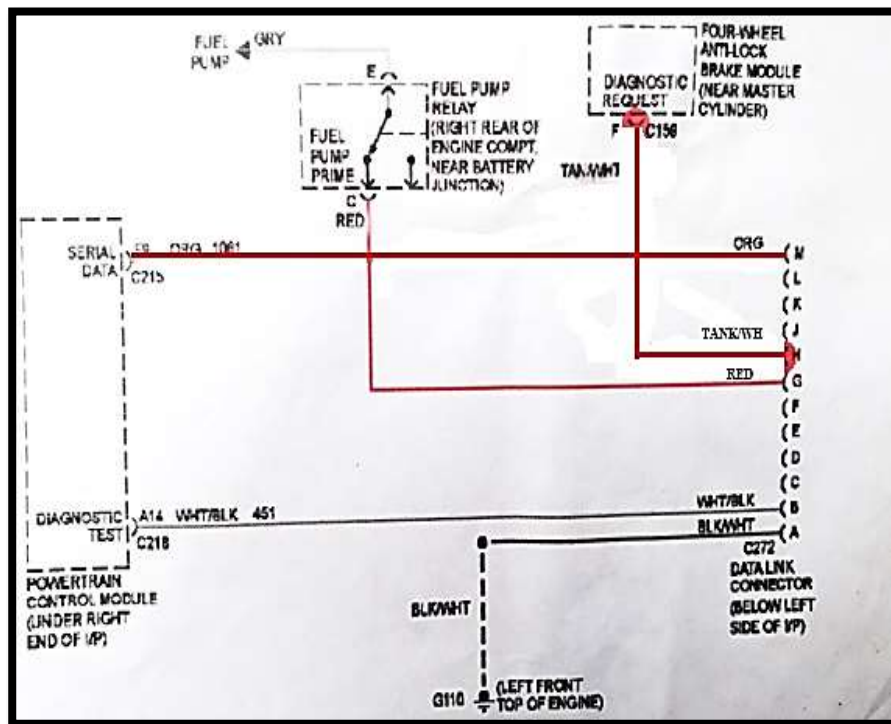 FUEL
PUMP
GRY
E
FUEL PUMP
RELAY
(RIGHT REAR OF
ENGINE COMPT,
NEAR BATTERY
JUNCTION)
FUEL
PUMP
PRIME
C
RED
FOUR-WHEEL
ANTI-LOCK
BRAKE MODULE
(NEAR MASTER
CYLINDER)
DIAGNOSTIC
REQUEST
F C156
TAN/WHT
SERIAL
DATA
ORG 1061
C215
ORG
M
L
K
J
TANK/WH
H
RED
G
F
E
D
C
WHT/BLK
B
BLK/WHT
A
C272
DATA LINK
CONNECTOR
(BELOW LEFT
SIDE OF I/P)
DIAGNOSTIC
TEST
A14 WHT/BLK 451
C218
POWERTRAIN
CONTROL MODULE
(UNDER RIGHT
END OF I/P)
BLK/WHT
G110
(LEFT FRONT
TOP OF ENGINE)